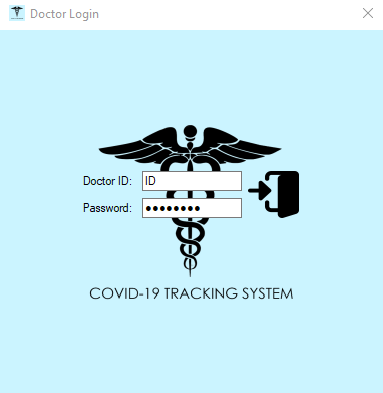 Doctor Login
Doctor ID: ID
Password: ●●●●●●●●
COVID-19 TRACKING SYSTEM